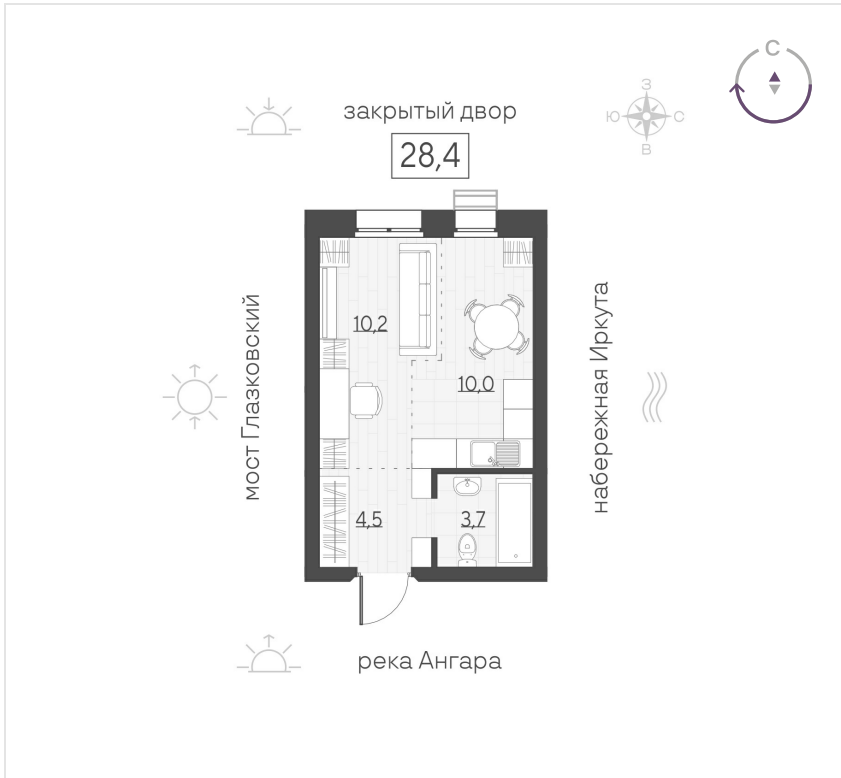 С
закрытый двор
З
Ю
С
В
28,4
мост Глазковский
набережная Иркута
10,2
10,0
4,5
3,7
река Ангара